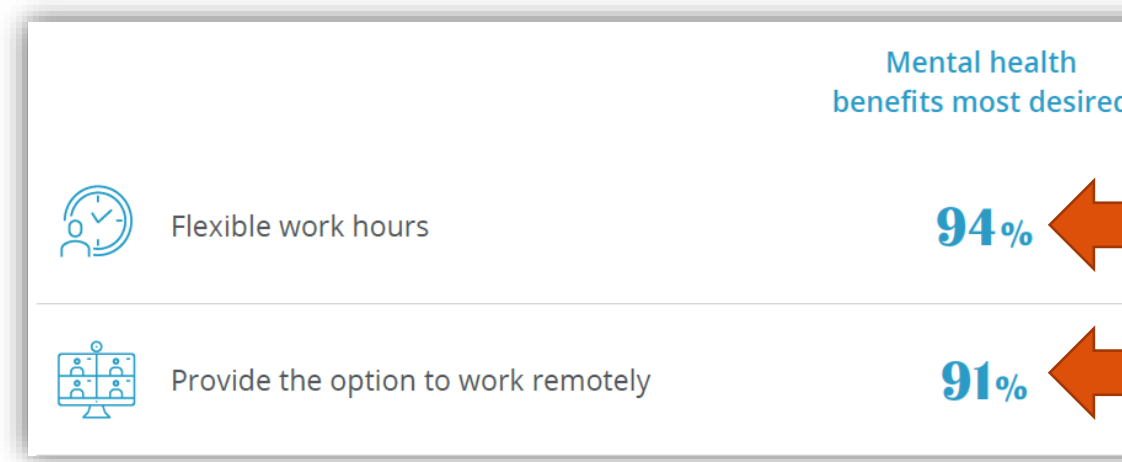 Mental health
benefits most desired
Flexible work hours 94%
Provide the option to work remotely 91%